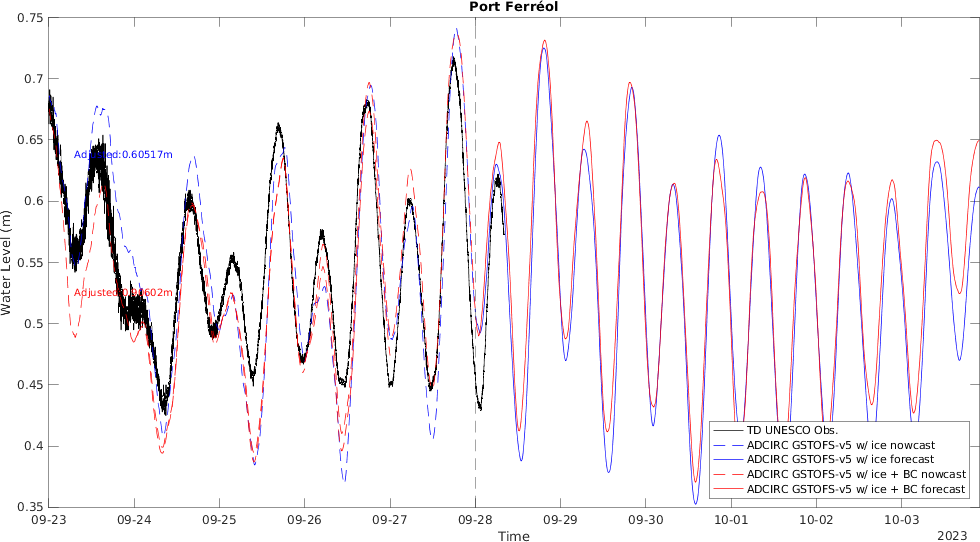 Port Ferréol
0.75
0.7
0.65
0.6
0.55
0.5
0.45
0.4
0.35
Water Level (m)
Adjusted:0.60517m
TD UNESCO Obs.
ADCIRC GSTOFS-v5 w/ ice nowcast
ADCIRC GSTOFS-v5 w/ ice forecast
ADCIRC GSTOFS-v5 w/ ice + BC nowcast
ADCIRC GSTOFS-v5 w/ ice + BC forecast
09-23 09-24 09-25 09-26 09-27 09-28 09-29 09-30 10-01 10-02 10-03
Time
2023